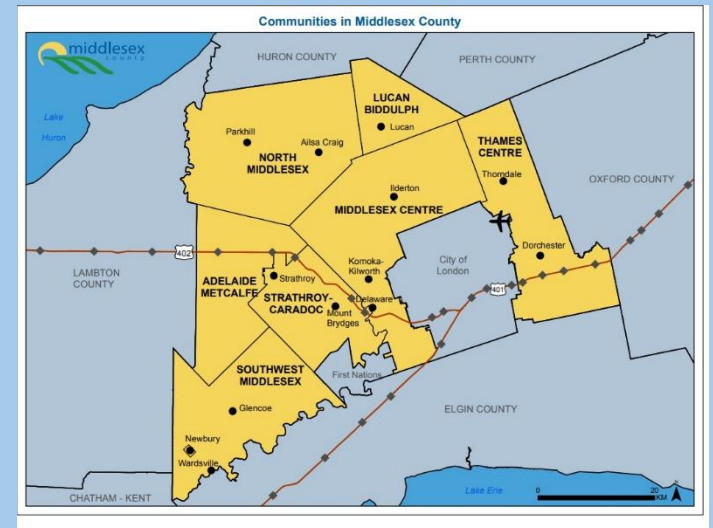 Communities in Middlesex County
middlesex
county
HURON COUNTY
PERTH COUNTY
Lake
Huron
LUCAN
BIDDULPH
Lucan
Parkhill
Ailsa Craig
NORTH
MIDDLESEX
THAMES
CENTRE
Thorndale
OXFORD COUNTY
Ilderton
MIDDLESEX CENTRE
402
LAMBTON
COUNTY
ADELAIDE
METCALFE
Strathroy
STRATHROY-
CARADOC
Mount
Brydges
Komoka-
Kilworth
Delaware
City of
London
Dorchester
401
First Nations
SOUTHWEST
MIDDLESEX
Glencoe
Newbury
Wardsville
ELGIN COUNTY
CHATHAM - KENT
Lake Erie
0
20
KM